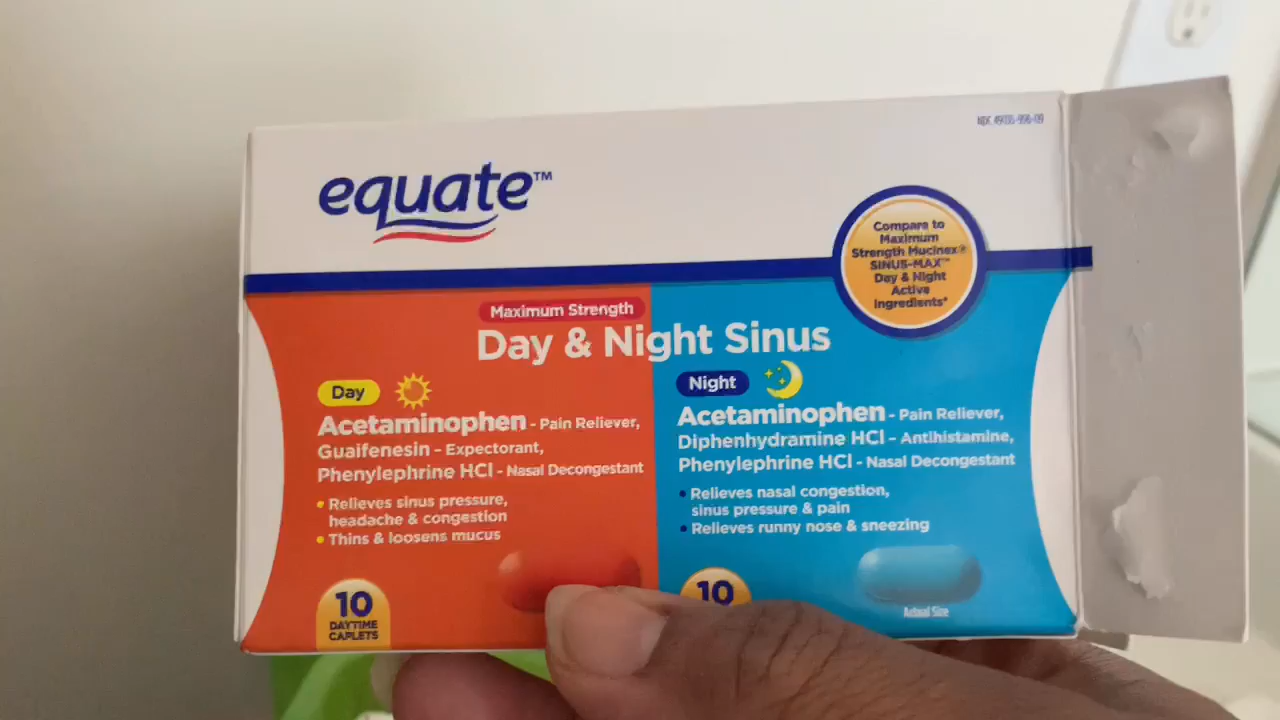 equate™
Compare to
Maximum
Strength Mucinex®
SINUS-MAX™
Day & Night
Active
Ingredients*
Maximum Strength
Day & Night Sinus
Day
Acetaminophen - Pain Reliever,
Guaifenesin - Expectorant,
Phenylephrine HCl - Nasal Decongestant
• Relieves sinus pressure,
headache & congestion
• Thins & loosens mucus
10
DAYTIME
CAPLETS
Night
Acetaminophen - Pain Reliever,
Diphenhydramine HCl - Antihistamine,
Phenylephrine HCl - Nasal Decongestant
• Relieves nasal congestion,
sinus pressure & pain
• Relieves runny nose & sneezing
10
Actual Size